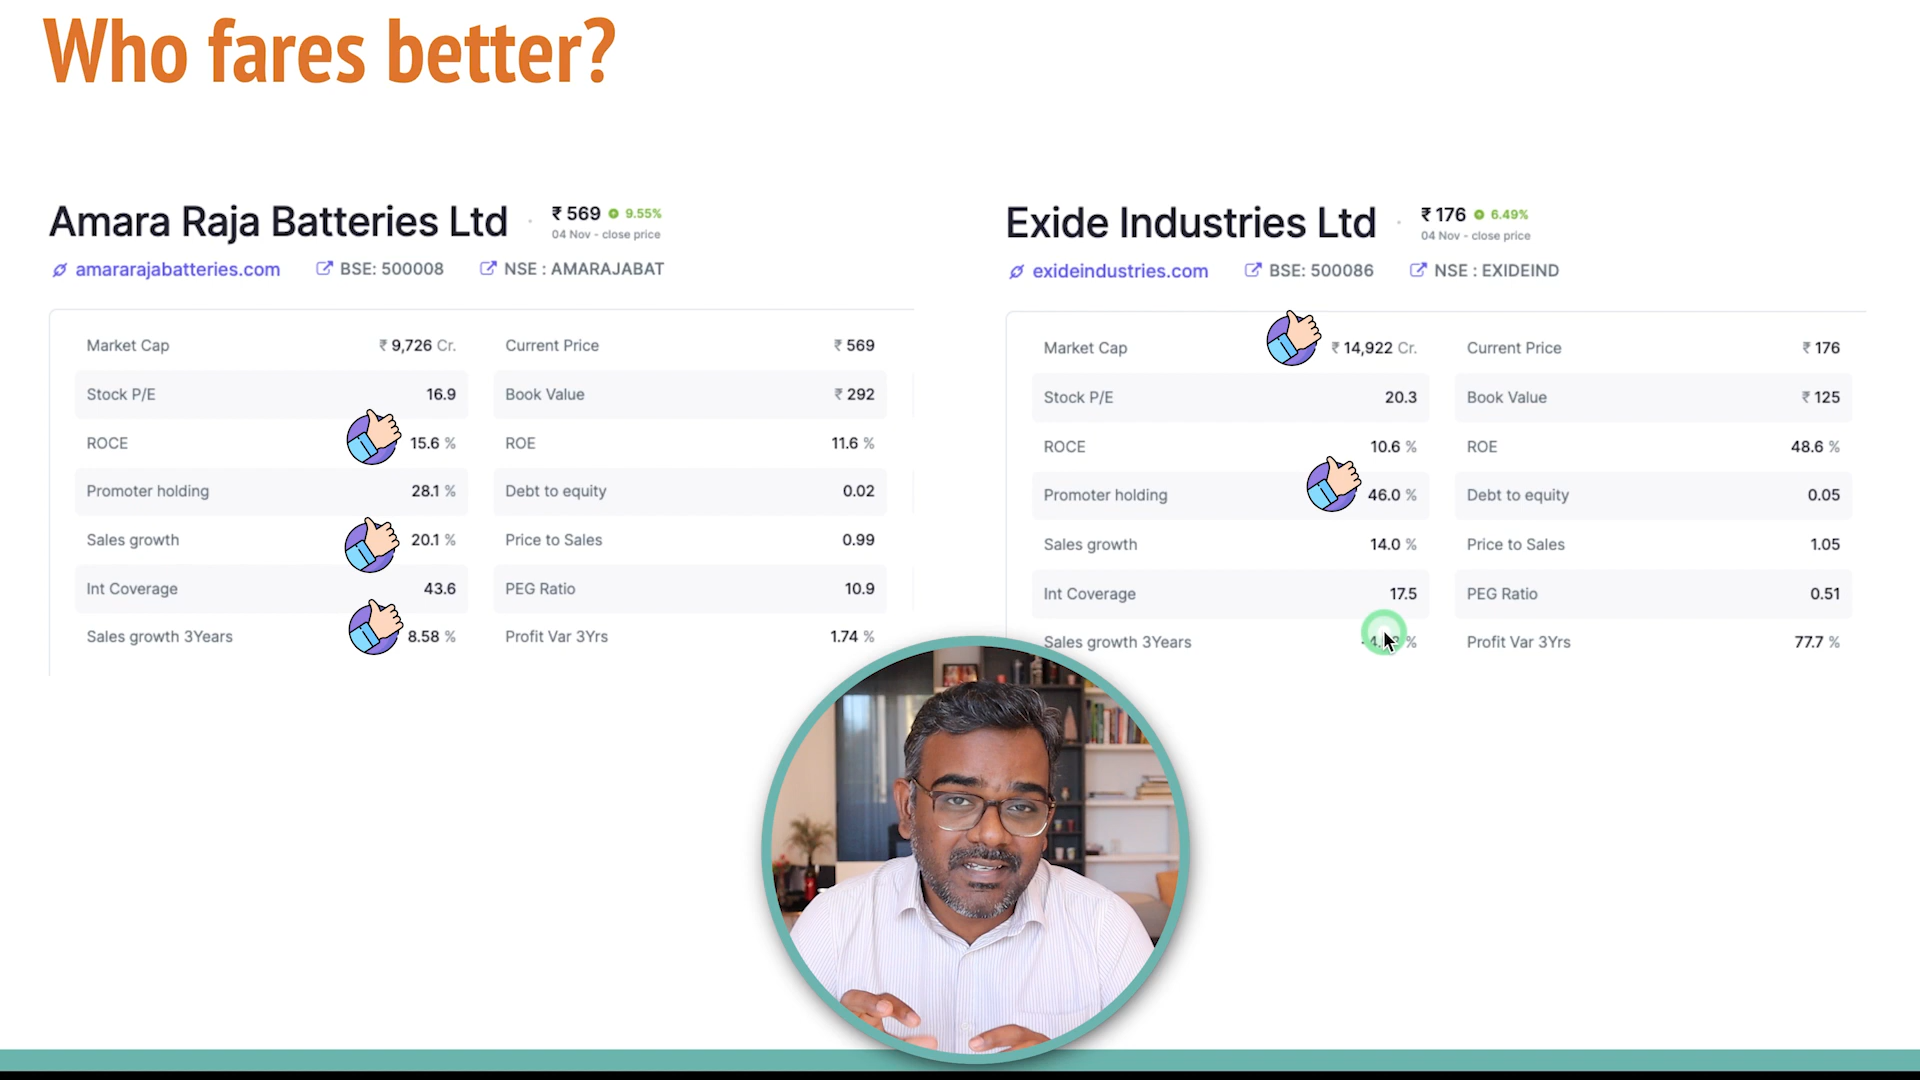 Who fares better?
Amara Raja Batteries Ltd
₹ 569 9.55%
04 Nov - close price
amararajabatteries.com BSE: 500008 NSE : AMARAJABAT
Market Cap ₹ 9,726 Cr. Current Price ₹ 569
Stock P/E 16.9 Book Value ₹ 292
ROCE 15.6 % ROE 11.6 %
Promoter holding 28.1 % Debt to equity 0.02
Sales growth 20.1 % Price to Sales 0.99
Int Coverage 43.6 PEG Ratio 10.9
Sales growth 3Years 8.58 % Profit Var 3Yrs 1.74 %
Exide Industries Ltd
₹ 176 6.49%
04 Nov - close price
exideindustries.com BSE: 500086 NSE : EXIDEIND
Market Cap ₹ 14,922 Cr. Current Price ₹ 176
Stock P/E 20.3 Book Value ₹ 125
ROCE 10.6 % ROE 48.6 %
Promoter holding 46.0 % Debt to equity 0.05
Sales growth 14.0 % Price to Sales 1.05
Int Coverage 17.5 PEG Ratio 0.51
Sales growth 3Years % Profit Var 3Yrs 77.7 %